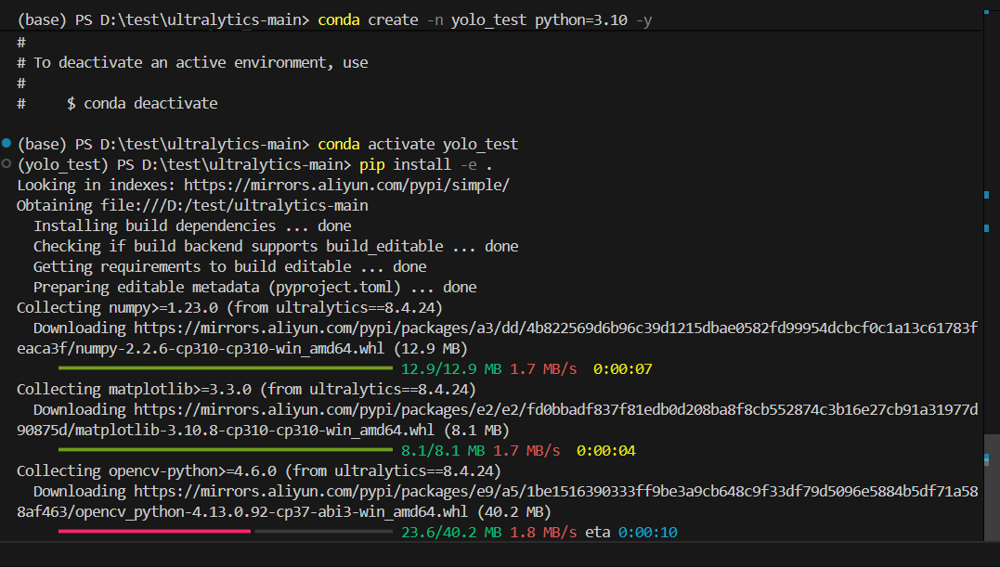 (base) PS D:\test\ultralytics-main> conda create -n yolo_test python=3.10 -y
#
# To deactivate an active environment, use
#
#     $ conda deactivate
(base) PS D:\test\ultralytics-main> conda activate yolo_test
(yolo_test) PS D:\test\ultralytics-main> pip install -e .
Looking in indexes: https://mirrors.aliyun.com/pypi/simple/
Obtaining file:///D:/test/ultralytics-main
  Installing build dependencies ... done
  Checking if build backend supports build_editable ... done
  Getting requirements to build editable ... done
  Preparing editable metadata (pyproject.toml) ... done
Collecting numpy>=1.23.0 (from ultralytics==8.4.24)
  Downloading https://mirrors.aliyun.com/pypi/packages/a3/dd/4b822569d6b96c39d1215dbae0582fd99954dcbcf0c1a13c61783f
eaca3f/numpy-2.2.6-cp310-cp310-win_amd64.whl (12.9 MB)
12.9/12.9 MB 1.7 MB/s  0:00:07
Collecting matplotlib>=3.3.0 (from ultralytics==8.4.24)
  Downloading https://mirrors.aliyun.com/pypi/packages/e2/e2/fd0bbadf837f81edb0d208ba8f8cb552874c3b16e27cb91a31977d
90875d/matplotlib-3.10.8-cp310-cp310-win_amd64.whl (8.1 MB)
8.1/8.1 MB 1.7 MB/s  0:00:04
Collecting opencv-python>=4.6.0 (from ultralytics==8.4.24)
  Downloading https://mirrors.aliyun.com/pypi/packages/e9/a5/1be1516390333ff9be3a9cb648c9f33df79d5096e5884b5df71a58
8af463/opencv_python-4.13.0.92-cp37-abi3-win_amd64.whl (40.2 MB)
23.6/40.2 MB 1.8 MB/s eta 0:00:10